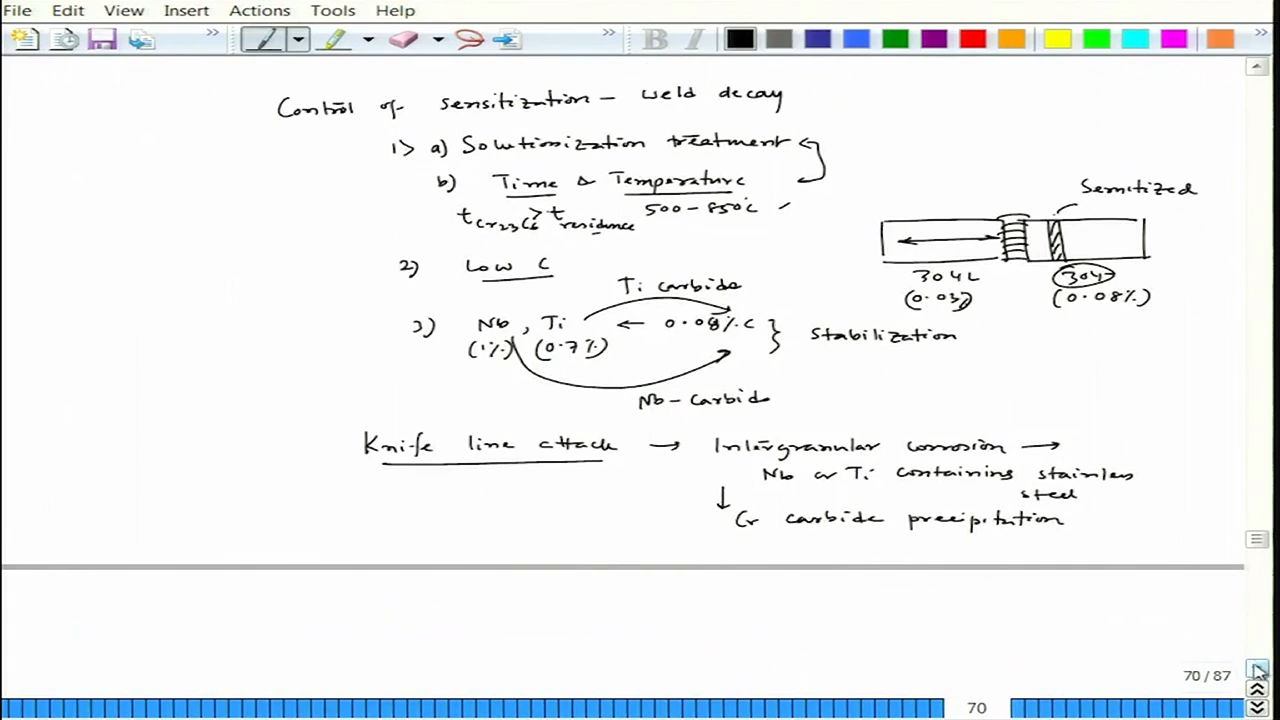 File Edit View Insert Actions Tools Help
Control of sensitization – weld decay
1> a) Solutionization treatment
b) Time & Temperature
tCr23C6 > tresidence 500 – 850°C
Sensitized
2) Low C
304L 304
(0.03) (0.08%)
Ti carbide
3) Nb, Ti ← 0.08% C } Stabilization
(1%) (0.7%)
Nb – carbide
Knife line attack → Intergranular corrosion →
Nb or Ti containing stainless
steel
↓ Cr carbide precipitation
70 / 87
70